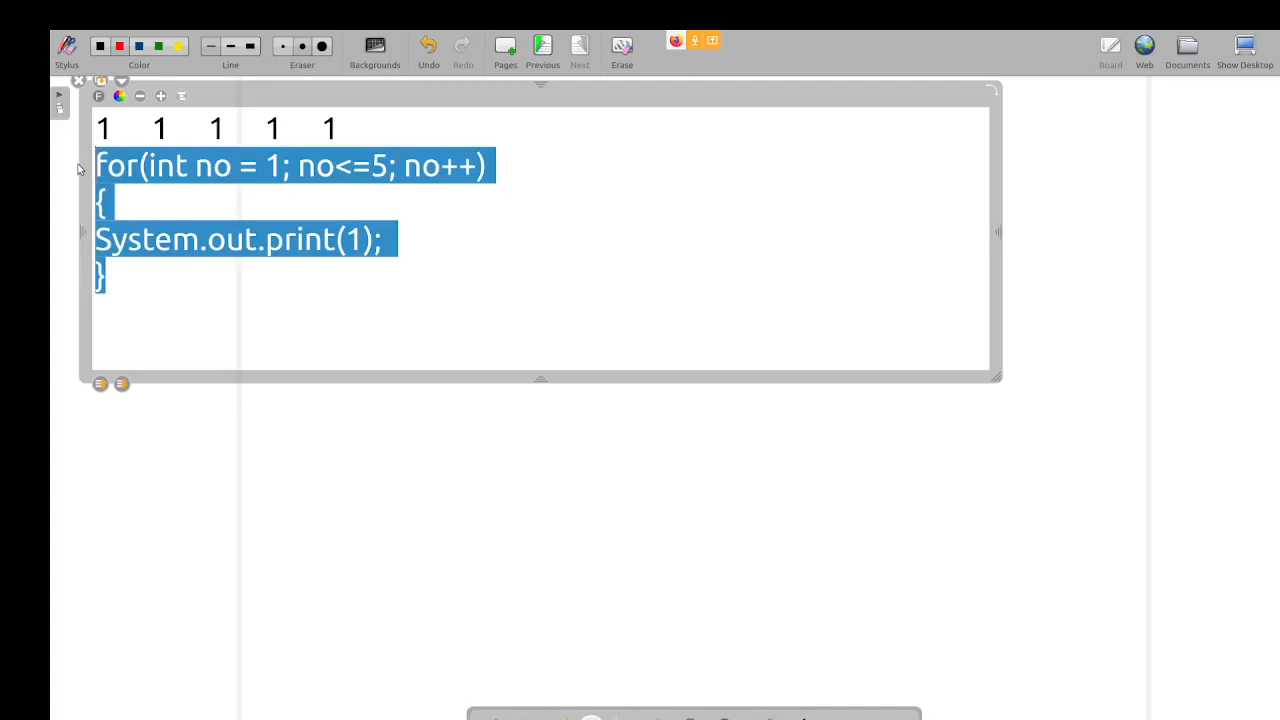 Stylus Color Line Eraser Backgrounds Undo Redo Pages Previous Next Erase Board Web Documents Show Desktop
F
1 1 1 1 1
for(int no = 1; no<=5; no++)
{
System.out.print(1);
}